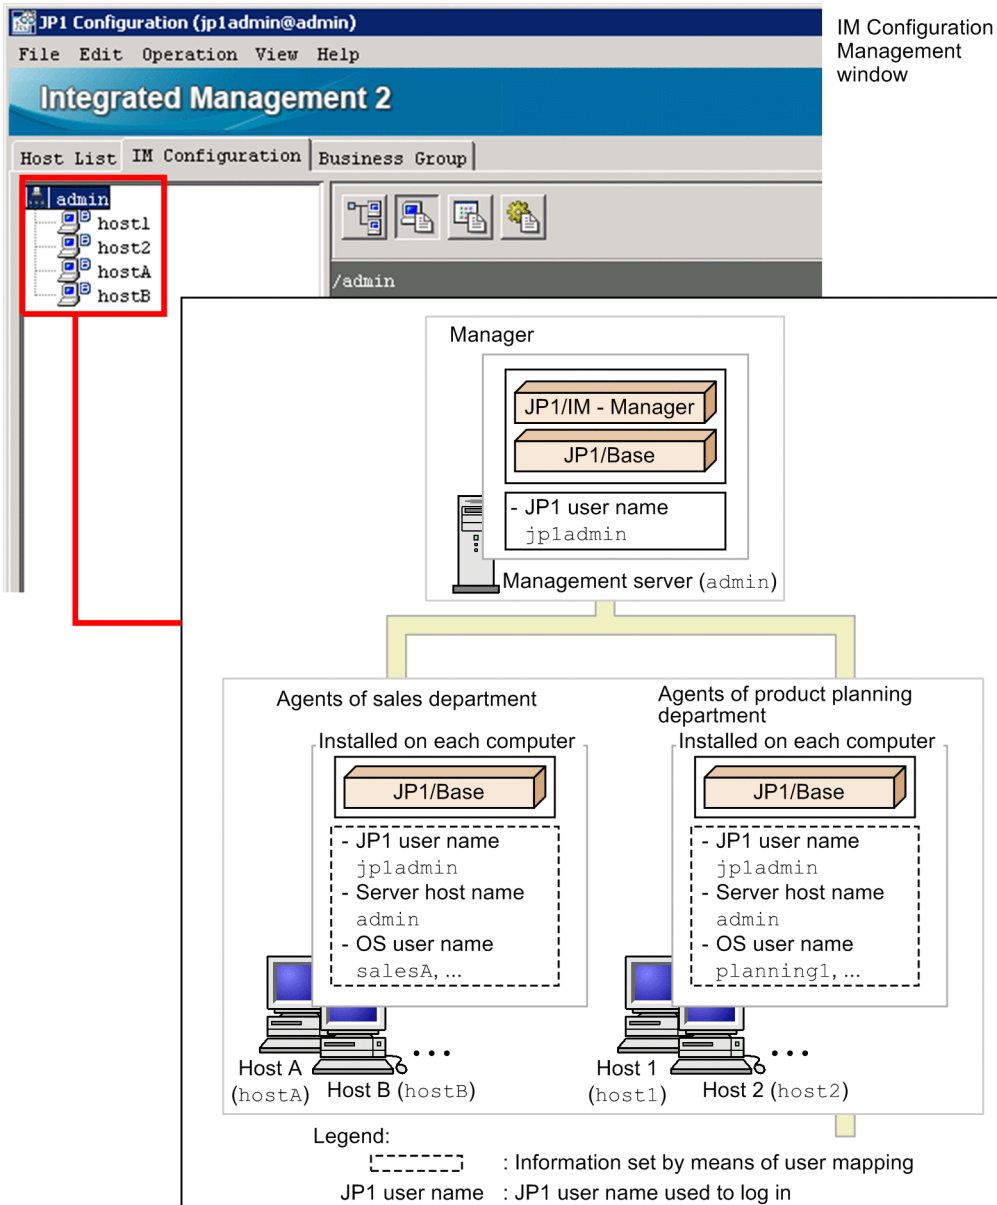 JP1 Configuration (jp1admin@admin)
IM Configuration
Management
window
File Edit Operation View Help
Integrated Management 2
Host List IM Configuration Business Group
admin
host1
host2
hostA
hostB
/admin
Manager
JP1/IM - Manager
JP1/Base
- JP1 user name
jp1admin
Management server (admin)
Agents of sales department
Agents of product planning
department
Installed on each computer
JP1/Base
- JP1 user name
jp1admin
- Server host name
admin
- OS user name
salesA, ...
Installed on each computer
JP1/Base
- JP1 user name
jp1admin
- Server host name
admin
- OS user name
planning1, ...
Host A
(hostA)
Host B (hostB)
...
Host 1
(host1)
Host 2 (host2)
...
Legend:
: Information set by means of user mapping
JP1 user name : JP1 user name used to log in